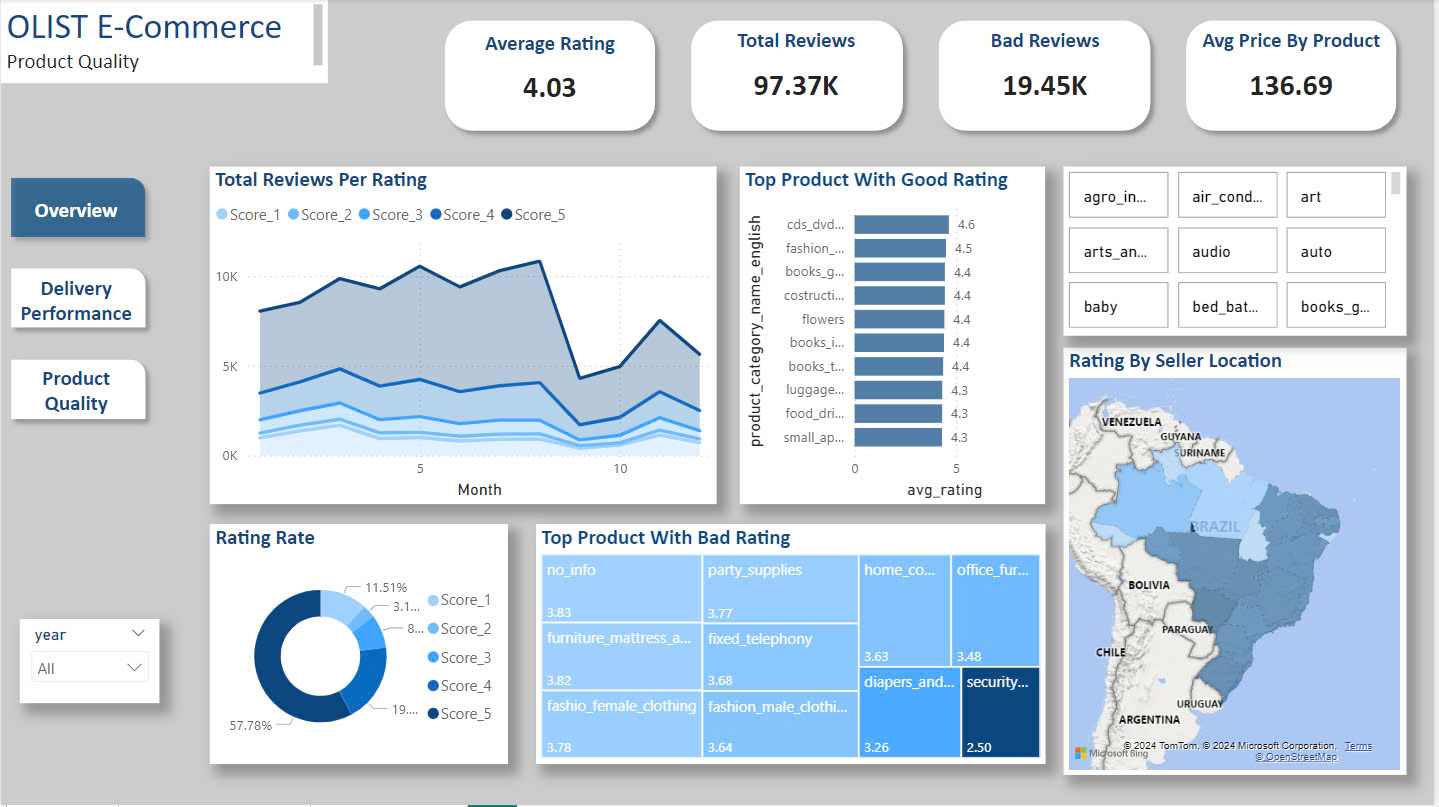 OLIST E-Commerce
Product Quality
Average Rating
4.03
Total Reviews
97.37K
Bad Reviews
19.45K
Avg Price By Product
136.69
Overview
Delivery
Performance
Product
Quality
year
All
Total Reviews Per Rating
Score_1 Score_2 Score_3 Score_4 Score_5
10K
5K
0K
5 10
Month
Top Product With Good Rating
product_category_name_english
cds_dvd... 4.6
fashion_... 4.5
books_g... 4.4
costructi... 4.4
flowers 4.4
books_i... 4.4
books_t... 4.4
luggage... 4.3
food_dri... 4.3
small_ap... 4.3
0 5
avg_rating
agro_in... air_cond... art
arts_an... audio auto
baby bed_bat... books_g...
Rating Rate
11.51%
3.1...
8...
19....
57.78%
Score_1
Score_2
Score_3
Score_4
Score_5
Top Product With Bad Rating
no_info
3.83
furniture_mattress_a...
3.82
fashio_female_clothing
3.78
party_supplies
3.77
fixed_telephony
3.68
fashion_male_clothi...
3.64
home_co...
3.63
office_fur...
3.48
diapers_and...
3.26
security...
2.50
Rating By Seller Location
VENEZUELA
GUYANA
SURINAME
BRAZIL
BOLIVIA
PARAGUAY
CHILE
URUGUAY
ARGENTINA
Microsoft Bing
© 2024 TomTom, © 2024 Microsoft Corporation, Terms
© OpenStreetMap